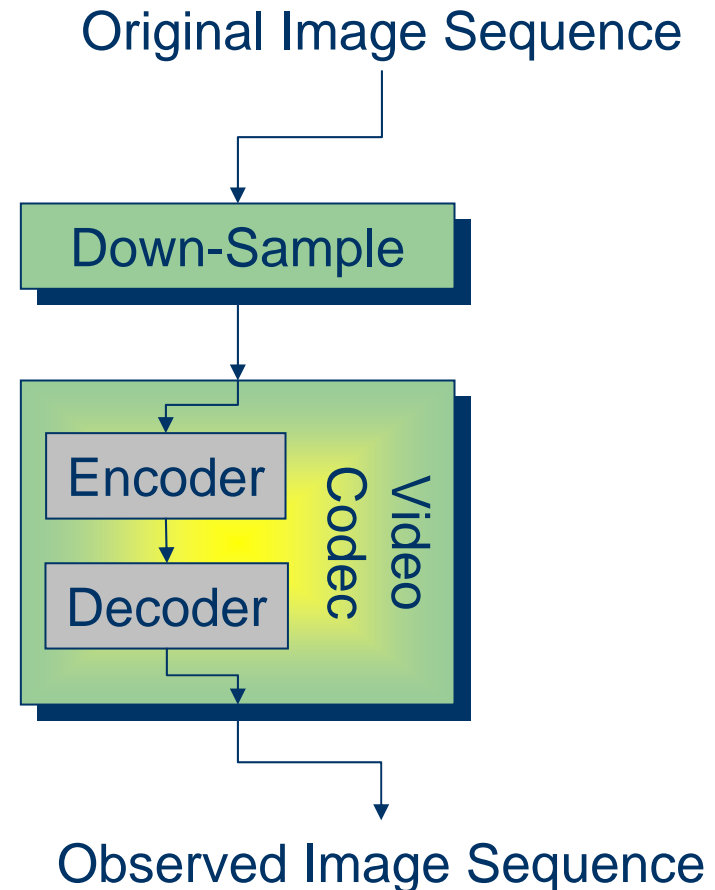 Original Image Sequence
Down-Sample
Encoder
Decoder
Video
Codec
Observed Image Sequence